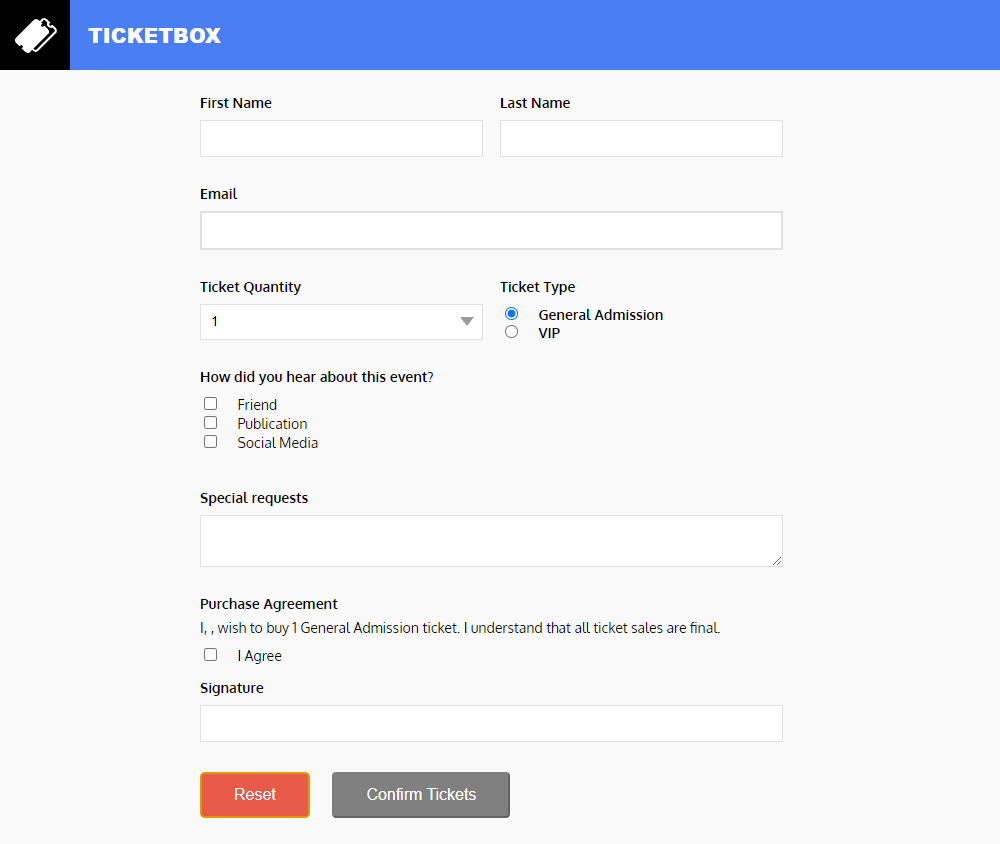 TICKETBOX
First Name Last Name
Email
Ticket Quantity Ticket Type
1 General Admission
VIP
How did you hear about this event?
Friend
Publication
Social Media
Special requests
Purchase Agreement
I, , wish to buy 1 General Admission ticket. I understand that all ticket sales are final.
I Agree
Signature
Reset Confirm Tickets